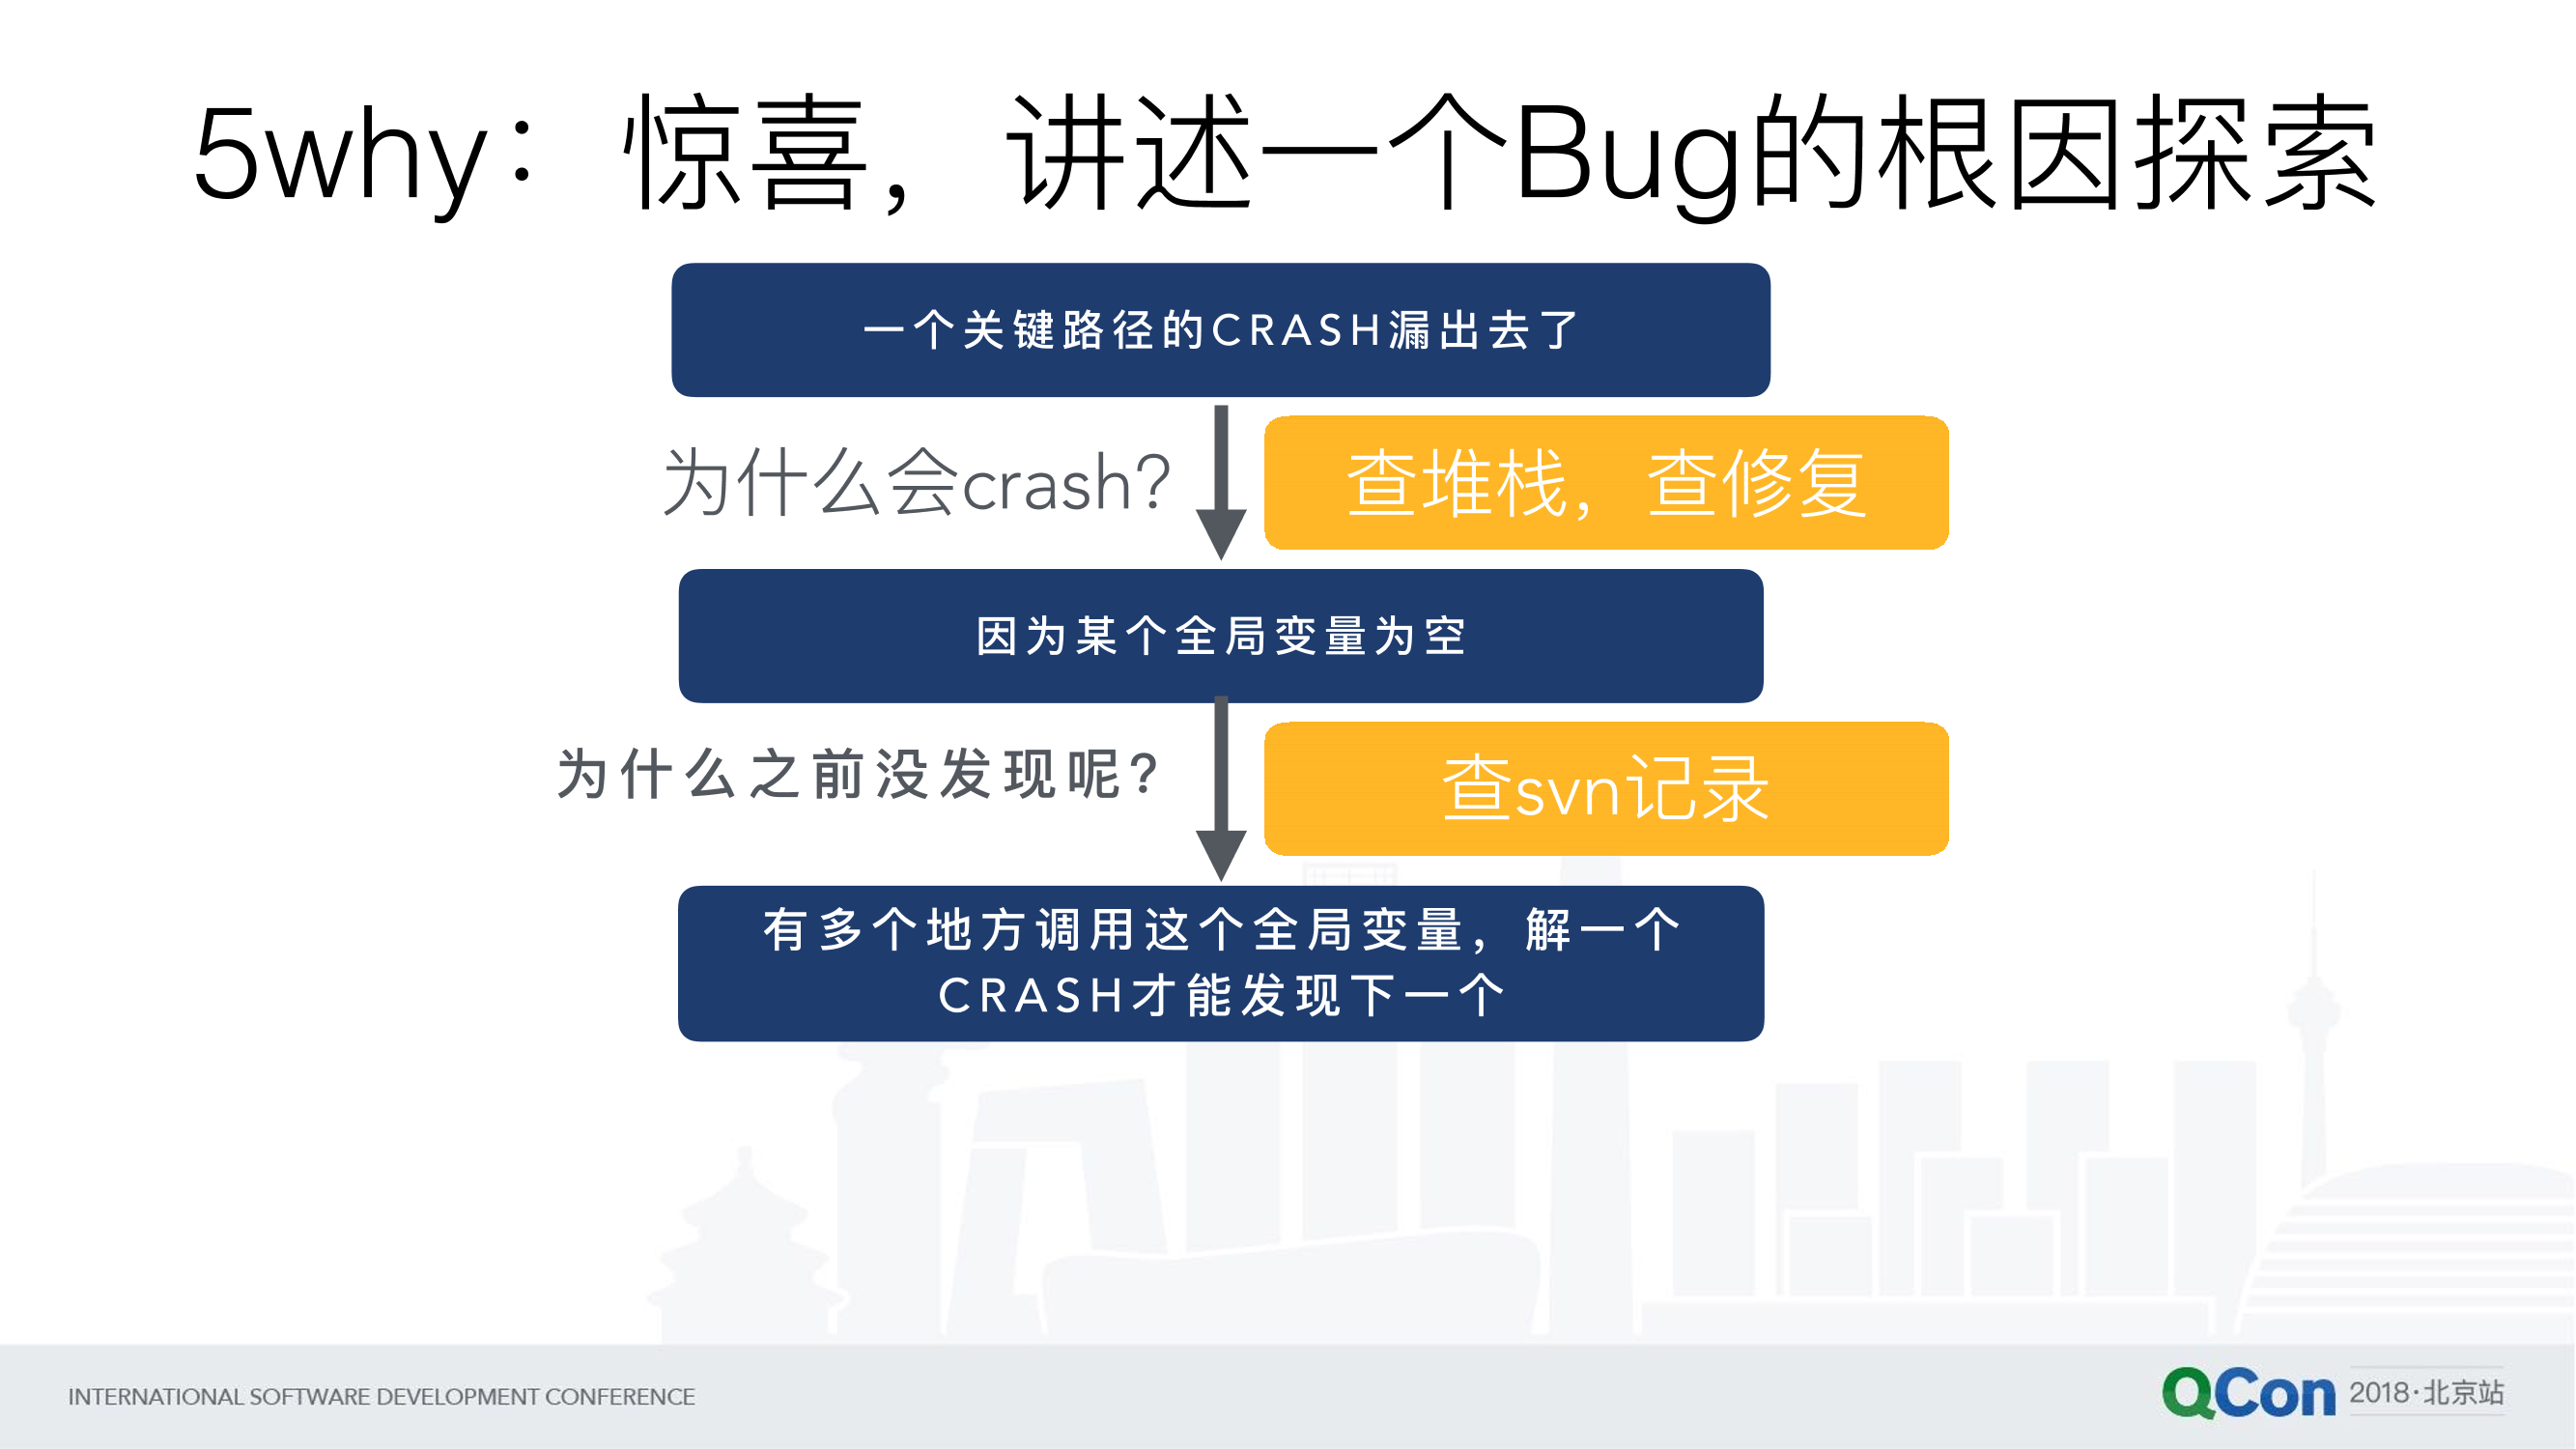 5why：惊喜，讲述一个Bug的根因探索
一个关键路径的CRASH漏出去了
为什么会crash？
查堆栈，查修复
因为某个全局变量为空
为什么之前没发现呢？
查svn记录
有多个地方调用这个全局变量，解一个
CRASH才能发现下一个
INTERNATIONAL SOFTWARE DEVELOPMENT CONFERENCE
QCon 2018·北京站